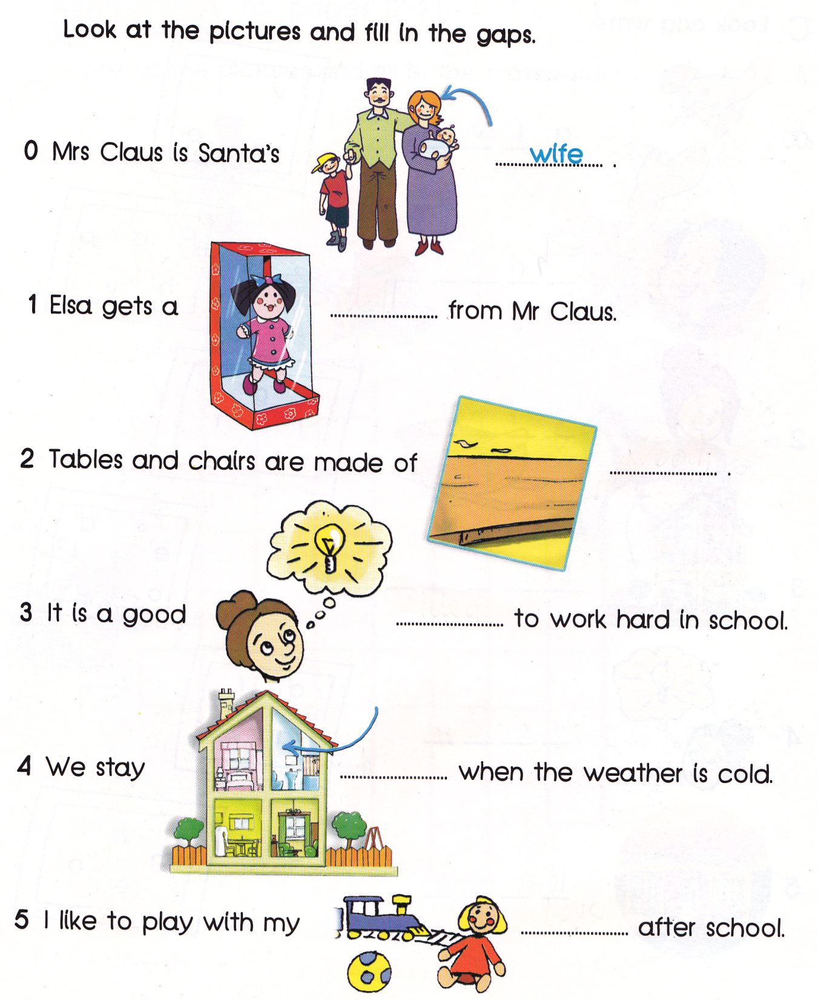 Look at the pictures and fill in the gaps.
0 Mrs Claus is Santa's wife .
1 Elsa gets a ........................ from Mr Claus.
2 Tables and chairs are made of ........................ .
3 It is a good ........................ to work hard in school.
4 We stay ........................ when the weather is cold.
5 I like to play with my ........................ after school.